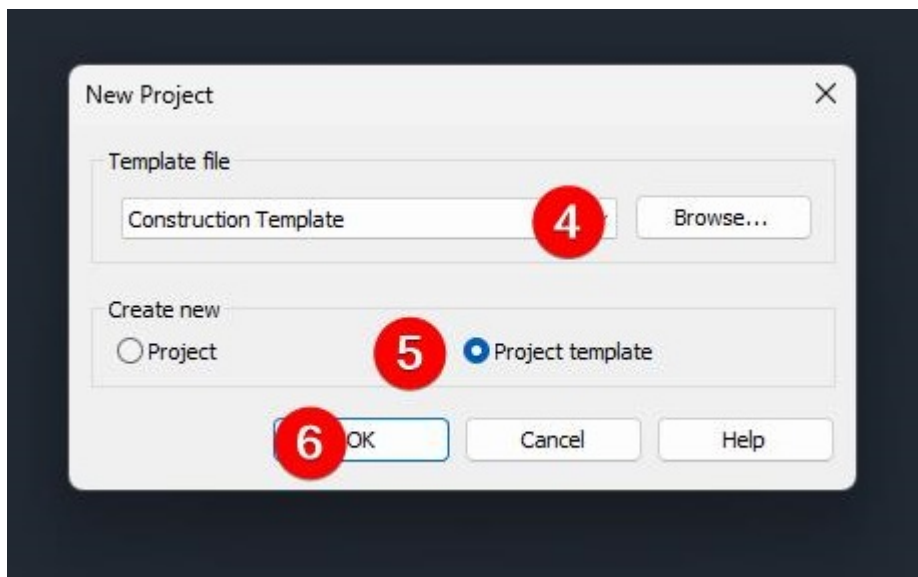 New Project
Template file
Construction Template
4
Browse...
Create new
Project
5
Project template
6
OK
Cancel
Help